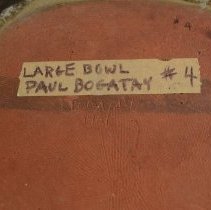 LARGE BOWL
PAUL BOGATAY # 4